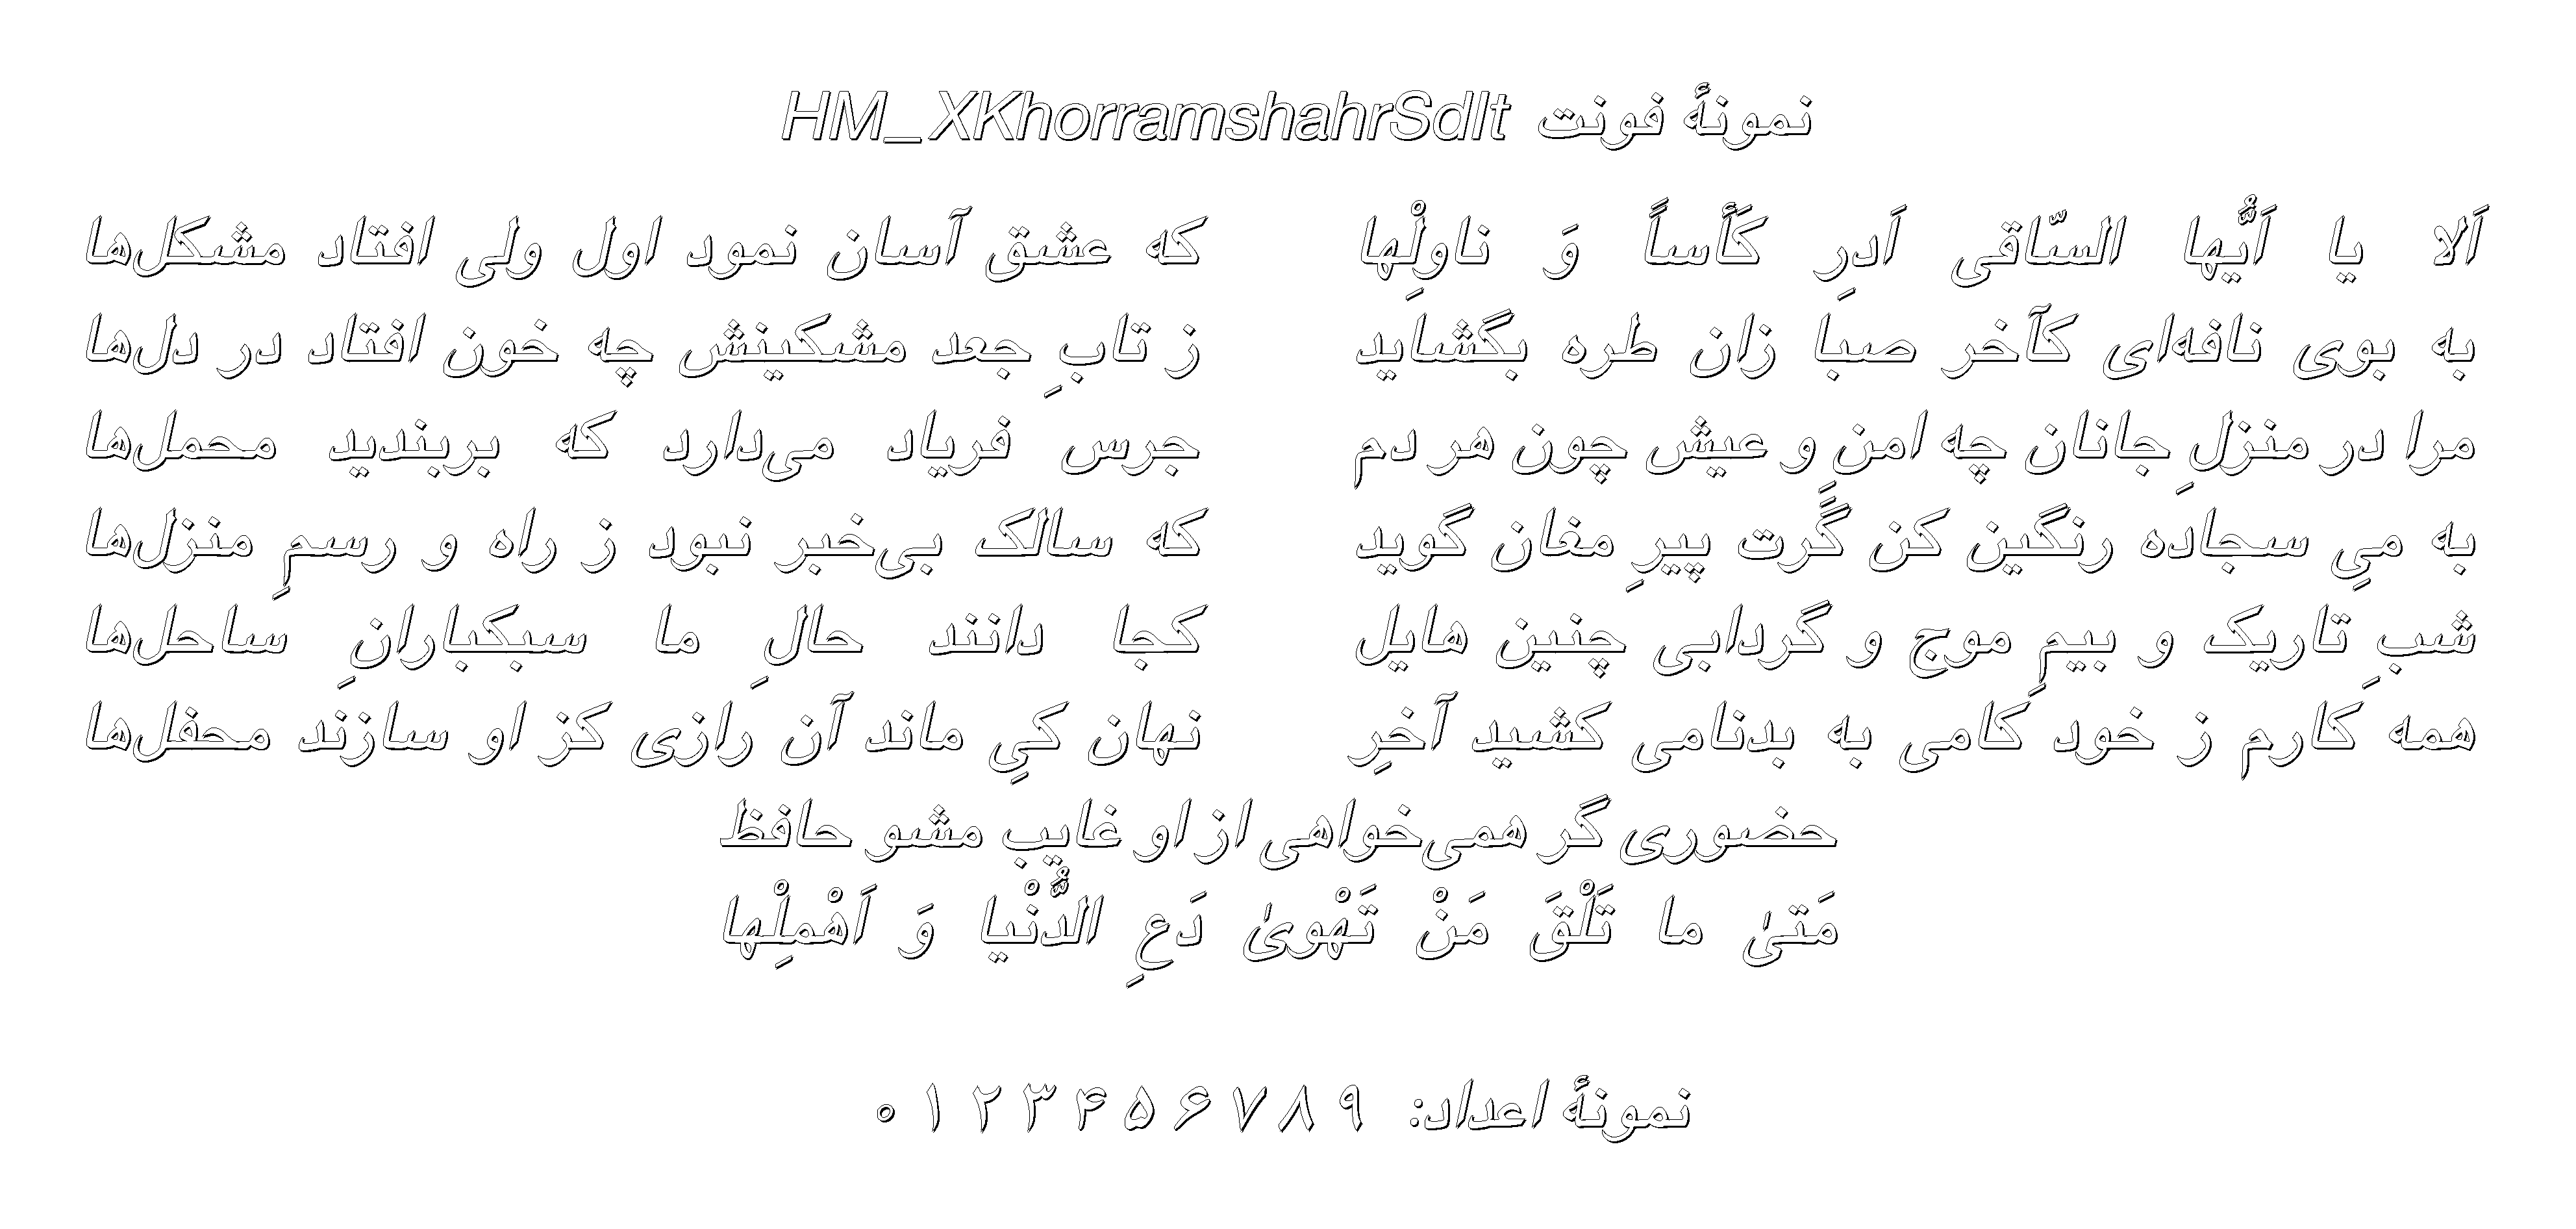 نمونهٔ فونت HM_XKhorramshahrSdIt
اَلا یا اَیُّها السّاقی اَدرِ کَأساً وَ ناولِْها که عشق آسان نمود اول ولی افتاد مشکل‌ها
به بوی نافه‌ای کآخر صبا زان طره بگشاید ز تابِ جعد مشکینش چه خون افتاد در دل‌ها
مرا در منزلِ جانان چه امن و عیش چون هر دم جرس فریاد می‌دارد که بربندید محمل‌ها
به میِ سجاده رنگین کن گَرت پیرِ مغان گوید که سالک بی‌خبر نبود ز راه و رسمِ منزل‌ها
شبِ تاریک و بیمِ موج و گردابی چنین هایل کجا دانند حالِ ما سبکبارانِ ساحل‌ها
همه کارم ز خود کامی به بدنامی کشید آخرِ نهان کیِ ماند آن رازی کز او سازند محفل‌ها
حضوری گر همی‌خواهی از او غایب مشو حافظ
مَتیٰ ما تَلْقَ مَنْ تَهْویٰ دَعِ الدُّنْیا وَ اَهْمِلْها
نمونهٔ اعداد: ۹ ۸ ۷ ۶ ۵ ۴ ۳ ۲ ۱ ۰